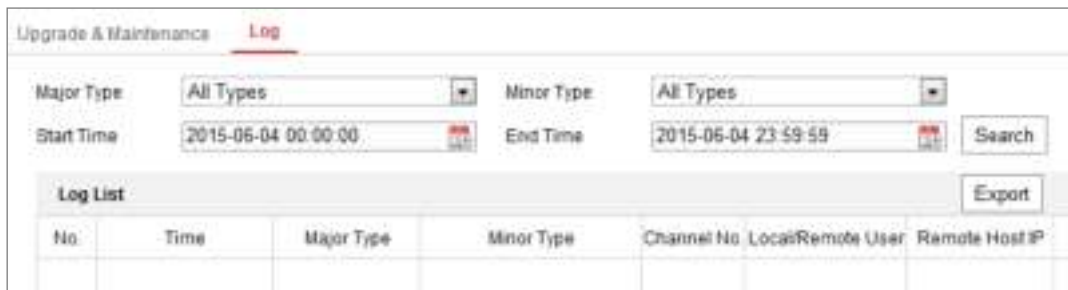 Upgrade & Maintenance Log
Major Type All Types Minor Type All Types
Start Time 2015-06-04 00:00:00 End Time 2015-06-04 23:59:59 Search
Log List Export
No. Time Major Type Minor Type Channel No. Local/Remote User Remote Host IP